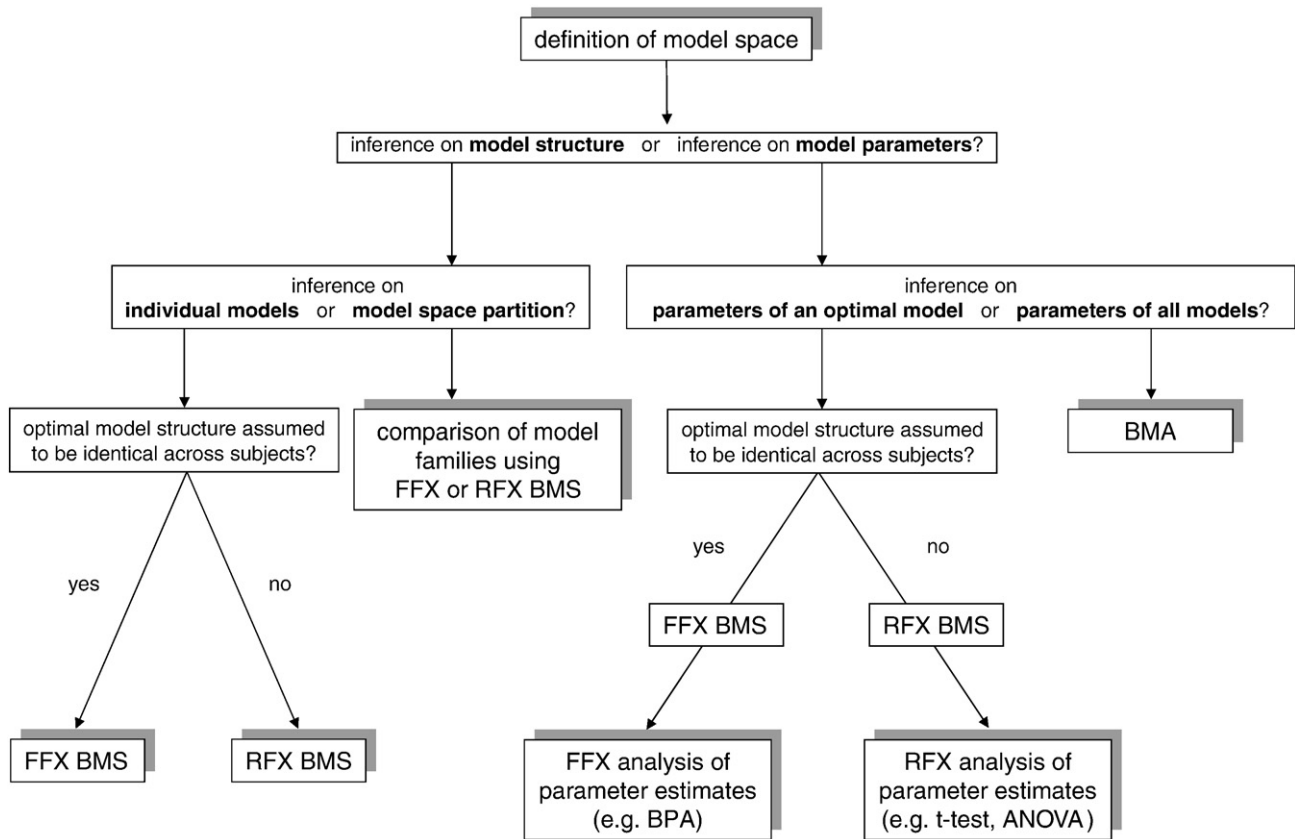 definition of model space
inference on model structure or inference on model parameters?
inference on
individual models or model space partition?
inference on
parameters of an optimal model or parameters of all models?
optimal model structure assumed
to be identical across subjects?
comparison of model
families using
FFX or RFX BMS
optimal model structure assumed
to be identical across subjects?
BMA
yes
no
yes
no
FFX BMS
RFX BMS
FFX BMS
RFX BMS
FFX analysis of
parameter estimates
(e.g. BPA)
RFX analysis of
parameter estimates
(e.g. t-test, ANOVA)